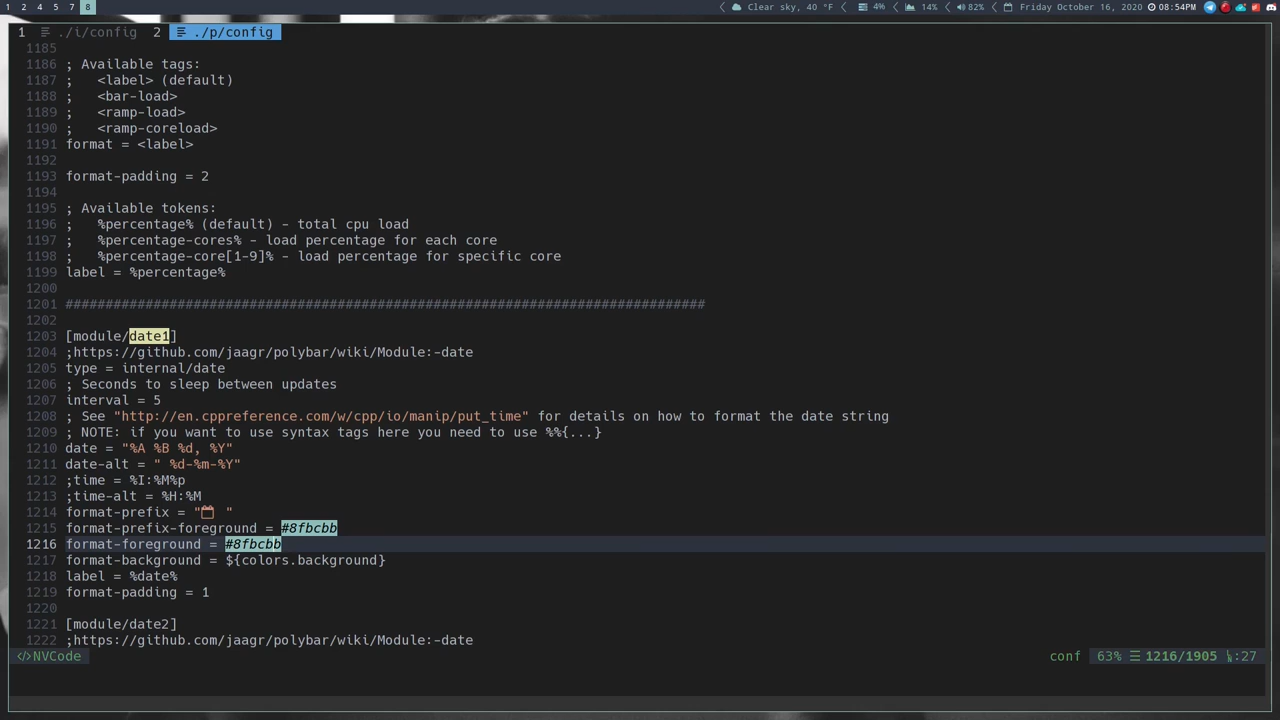 1 2 4 5 7 8 Clear sky, 40 °F 4% 14% 82% Friday October 16, 2020 08:54PM
1 ./i/config 2 ./p/config
1185
1186 ; Available tags:
1187 ;   <label> (default)
1188 ;   <bar-load>
1189 ;   <ramp-load>
1190 ;   <ramp-coreload>
1191 format = <label>
1192
1193 format-padding = 2
1194
1195 ; Available tokens:
1196 ;   %percentage% (default) - total cpu load
1197 ;   %percentage-cores% - load percentage for each core
1198 ;   %percentage-core[1-9]% - load percentage for specific core
1199 label = %percentage%
1200
1201 ################################################################################
1202
1203 [module/date1]
1204 ;https://github.com/jaagr/polybar/wiki/Module:-date
1205 type = internal/date
1206 ; Seconds to sleep between updates
1207 interval = 5
1208 ; See "http://en.cppreference.com/w/cpp/io/manip/put_time" for details on how to format the date string
1209 ; NOTE: if you want to use syntax tags here you need to use %%{...}
1210 date = "%A %B %d, %Y"
1211 date-alt = " %d-%m-%Y"
1212 ;time = %I:%M%p
1213 ;time-alt = %H:%M
1214 format-prefix = "  "
1215 format-prefix-foreground = #8fbcbb
1216 format-foreground = #8fbcbb
1217 format-background = ${colors.background}
1218 label = %date%
1219 format-padding = 1
1220
1221 [module/date2]
1222 ;https://github.com/jaagr/polybar/wiki/Module:-date
</>NVCode conf 63% ☰ 1216/1905 :27